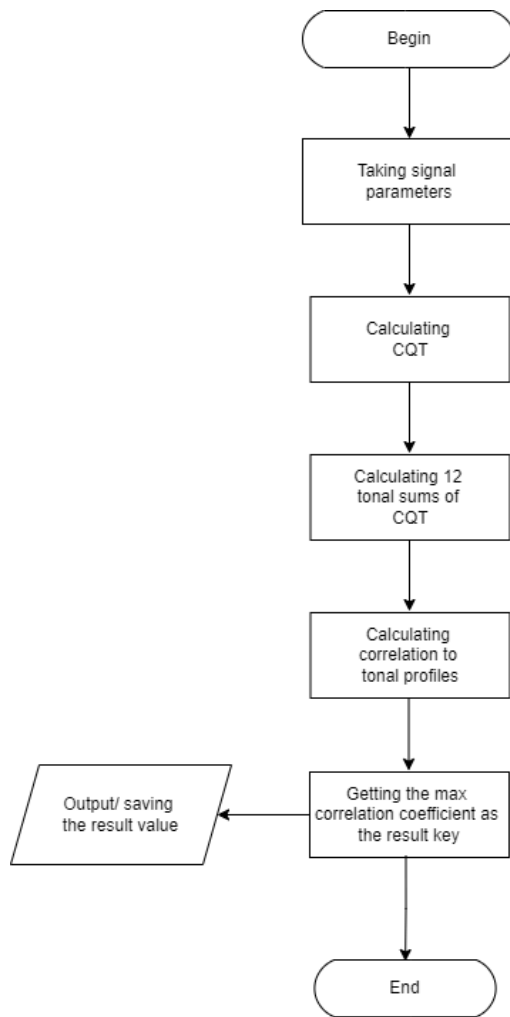 Begin
Taking signal
parameters
Calculating
CQT
Calculating 12
tonal sums of
CQT
Calculating
correlation to
tonal profiles
Getting the max
correlation coefficient as
the result key
Output/ saving
the result value
End